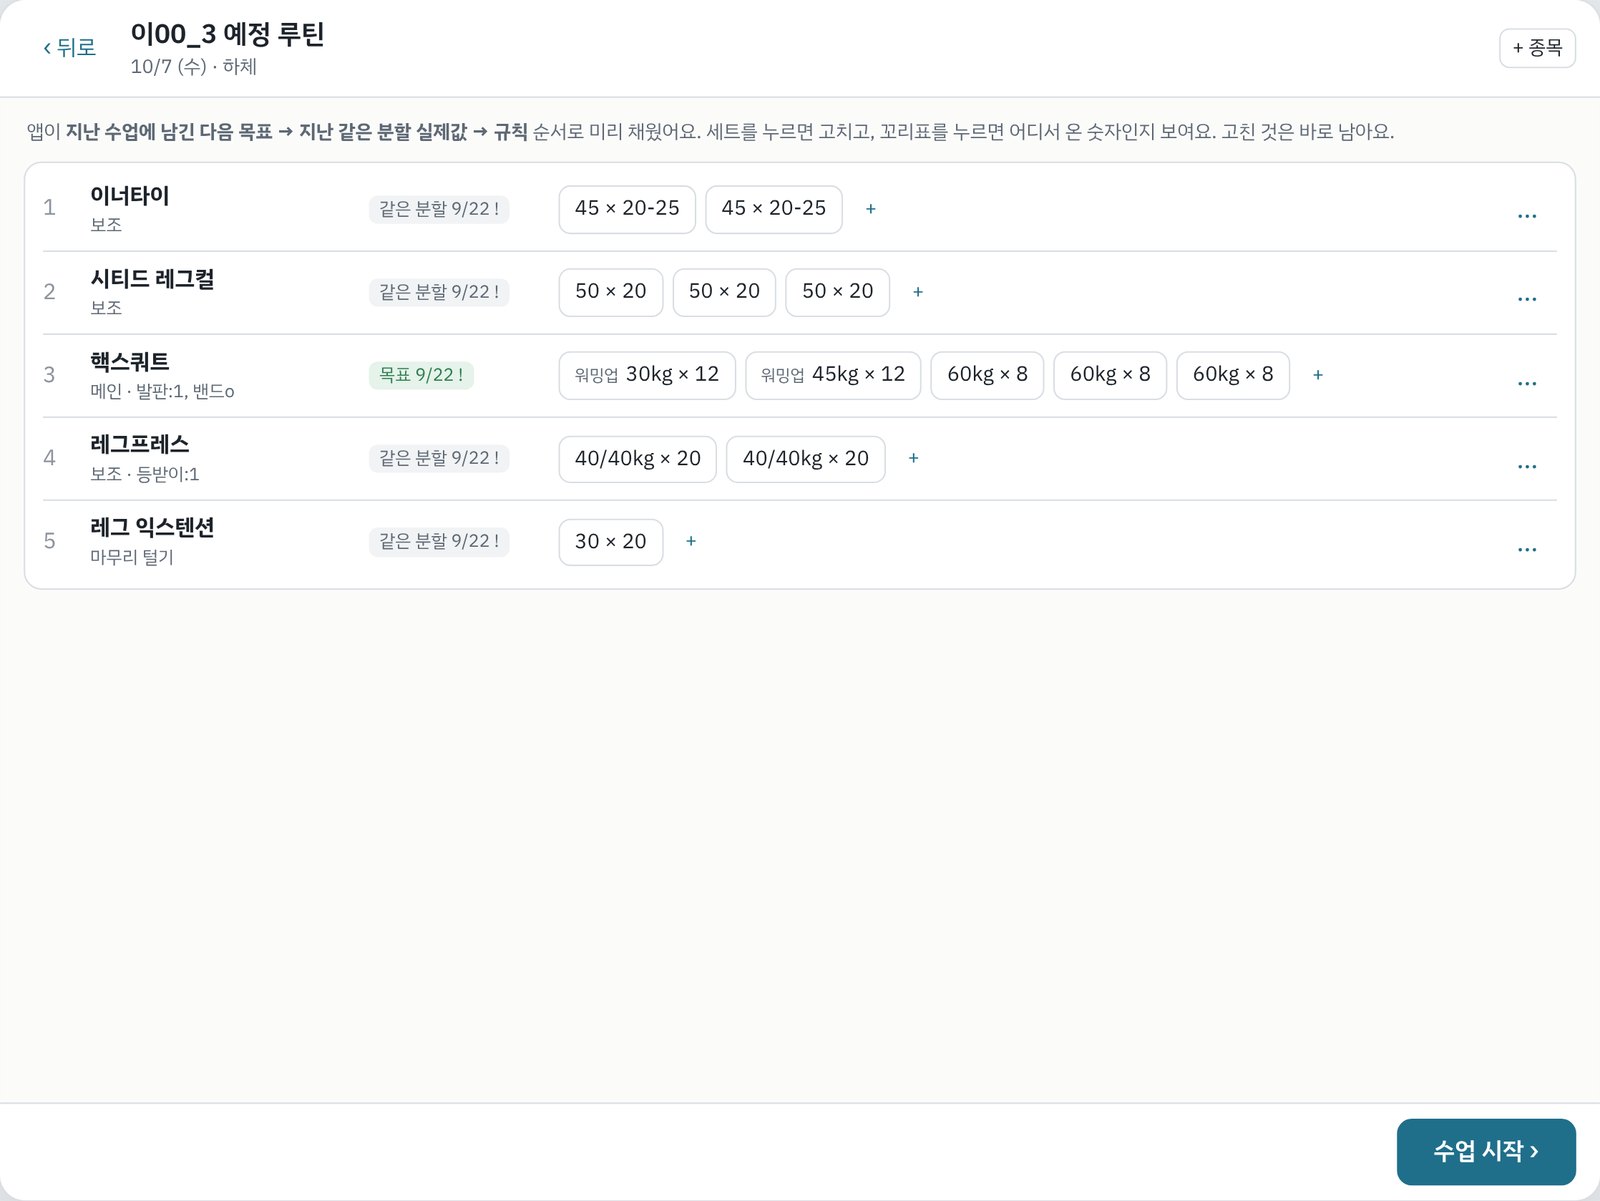 ‹ 뒤로
이00_3 예정 루틴
10/7 (수) · 하체
+ 종목
앱이 지난 수업에 남긴 다음 목표 → 지난 같은 분할 실제값 → 규칙 순서로 미리 채웠어요. 세트를 누르면 고치고, 꼬리표를 누르면 어디서 온 숫자인지 보여요. 고친 것은 바로 남아요.
1 이너타이 같은 분할 9/22 ! 45 × 20-25 45 × 20-25 + ...
보조
2 시티드 레그컬 같은 분할 9/22 ! 50 × 20 50 × 20 50 × 20 + ...
보조
3 핵스쿼트 목표 9/22 ! 워밍업 30kg × 12 워밍업 45kg × 12 60kg × 8 60kg × 8 60kg × 8 + ...
메인 · 발판:1, 밴드o
4 레그프레스 같은 분할 9/22 ! 40/40kg × 20 40/40kg × 20 + ...
보조 · 등받이:1
5 레그 익스텐션 같은 분할 9/22 ! 30 × 20 + ...
마무리 털기
수업 시작 ›